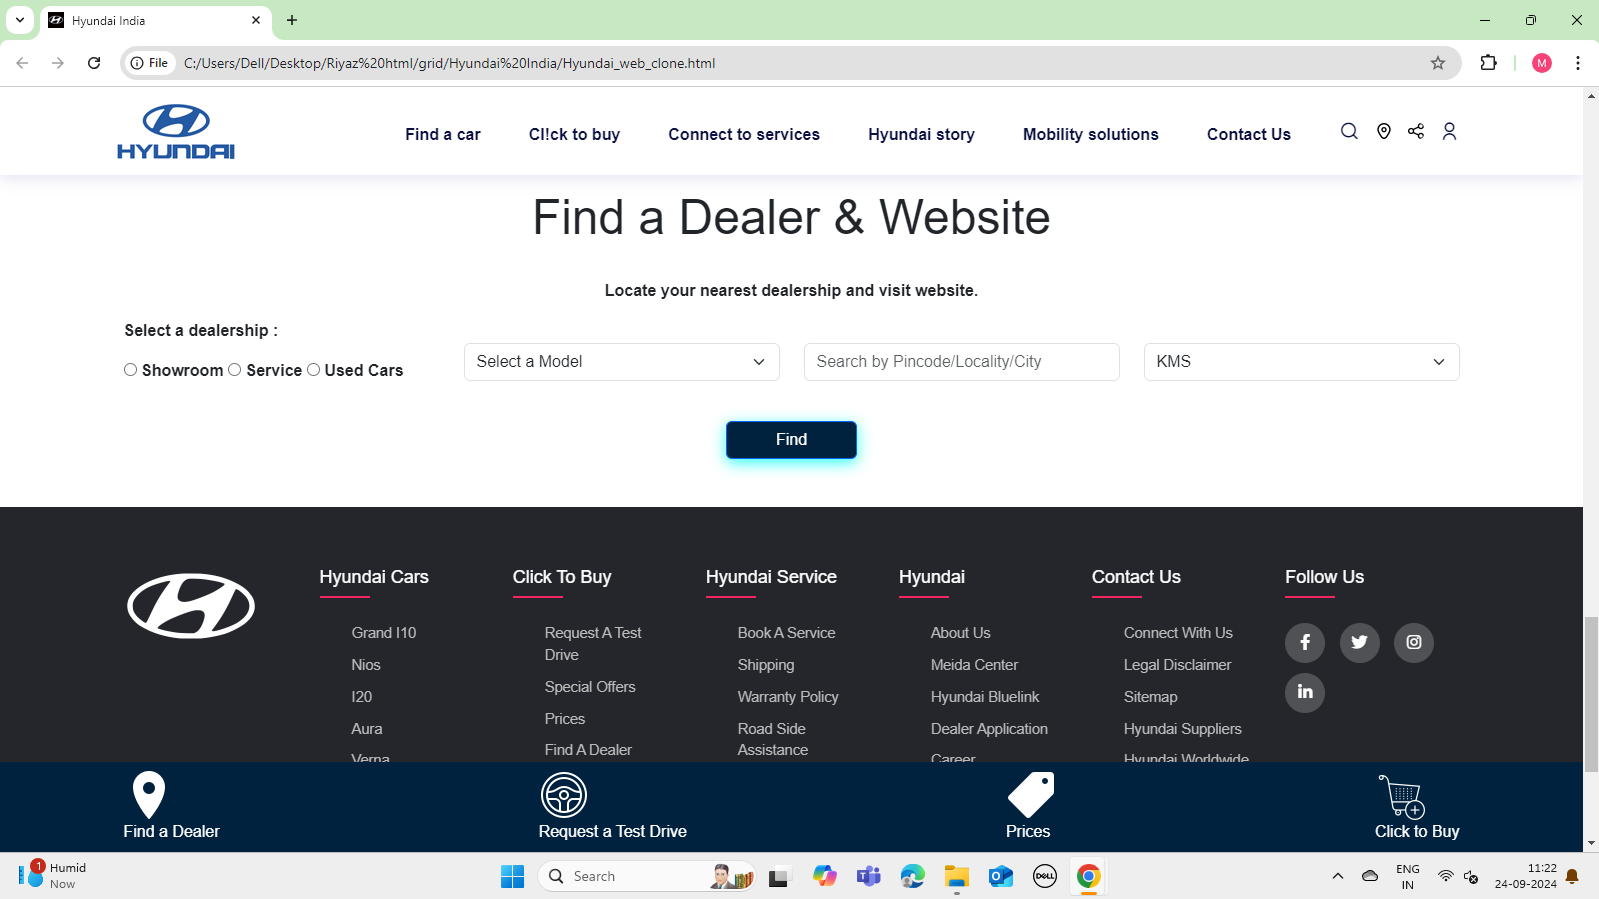 Hyundai India
File
C:/Users/Dell/Desktop/Riyaz%20html/grid/Hyundai%20India/Hyundai_web_clone.html
M
HYUNDAI
Find a car
Cl!ck to buy
Connect to services
Hyundai story
Mobility solutions
Contact Us
Find a Dealer & Website
Locate your nearest dealership and visit website.
Select a dealership :
Showroom
Service
Used Cars
Select a Model
Search by Pincode/Locality/City
KMS
Find
Hyundai Cars
Grand I10
Nios
I20
Aura
Verna
Click To Buy
Request A Test
Drive
Special Offers
Prices
Find A Dealer
Hyundai Service
Book A Service
Shipping
Warranty Policy
Road Side
Assistance
Hyundai
About Us
Meida Center
Hyundai Bluelink
Dealer Application
Career
Contact Us
Connect With Us
Legal Disclaimer
Sitemap
Hyundai Suppliers
Hyundai Worldwide
Follow Us
Find a Dealer
Request a Test Drive
Prices
Click to Buy
1
Humid
Now
Search
DELL
ENG
IN
11:22
24-09-2024